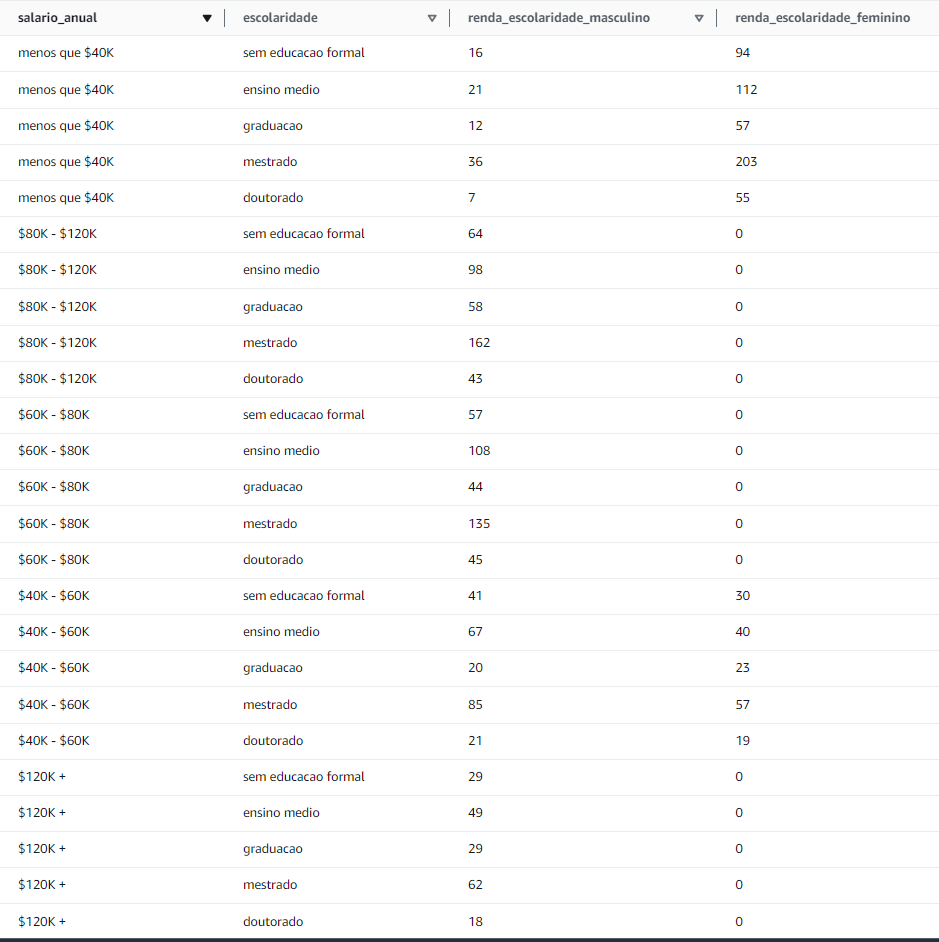 salario_anual escolaridade renda_escolaridade_masculino renda_escolaridade_feminino
menos que $40K sem educacao formal 16 94
menos que $40K ensino medio 21 112
menos que $40K graduacao 12 57
menos que $40K mestrado 36 203
menos que $40K doutorado 7 55
$80K - $120K sem educacao formal 64 0
$80K - $120K ensino medio 98 0
$80K - $120K graduacao 58 0
$80K - $120K mestrado 162 0
$80K - $120K doutorado 43 0
$60K - $80K sem educacao formal 57 0
$60K - $80K ensino medio 108 0
$60K - $80K graduacao 44 0
$60K - $80K mestrado 135 0
$60K - $80K doutorado 45 0
$40K - $60K sem educacao formal 41 30
$40K - $60K ensino medio 67 40
$40K - $60K graduacao 20 23
$40K - $60K mestrado 85 57
$40K - $60K doutorado 21 19
$120K + sem educacao formal 29 0
$120K + ensino medio 49 0
$120K + graduacao 29 0
$120K + mestrado 62 0
$120K + doutorado 18 0